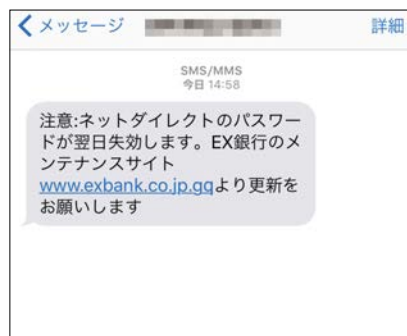 メッセージ 詳細
SMS/MMS
今日 14:58
注意:ネットダイレクトのパスワー
ドが翌日失効します。EX銀行のメ
ンテナンスサイト
www.exbank.co.jp.gqより更新を
お願いします